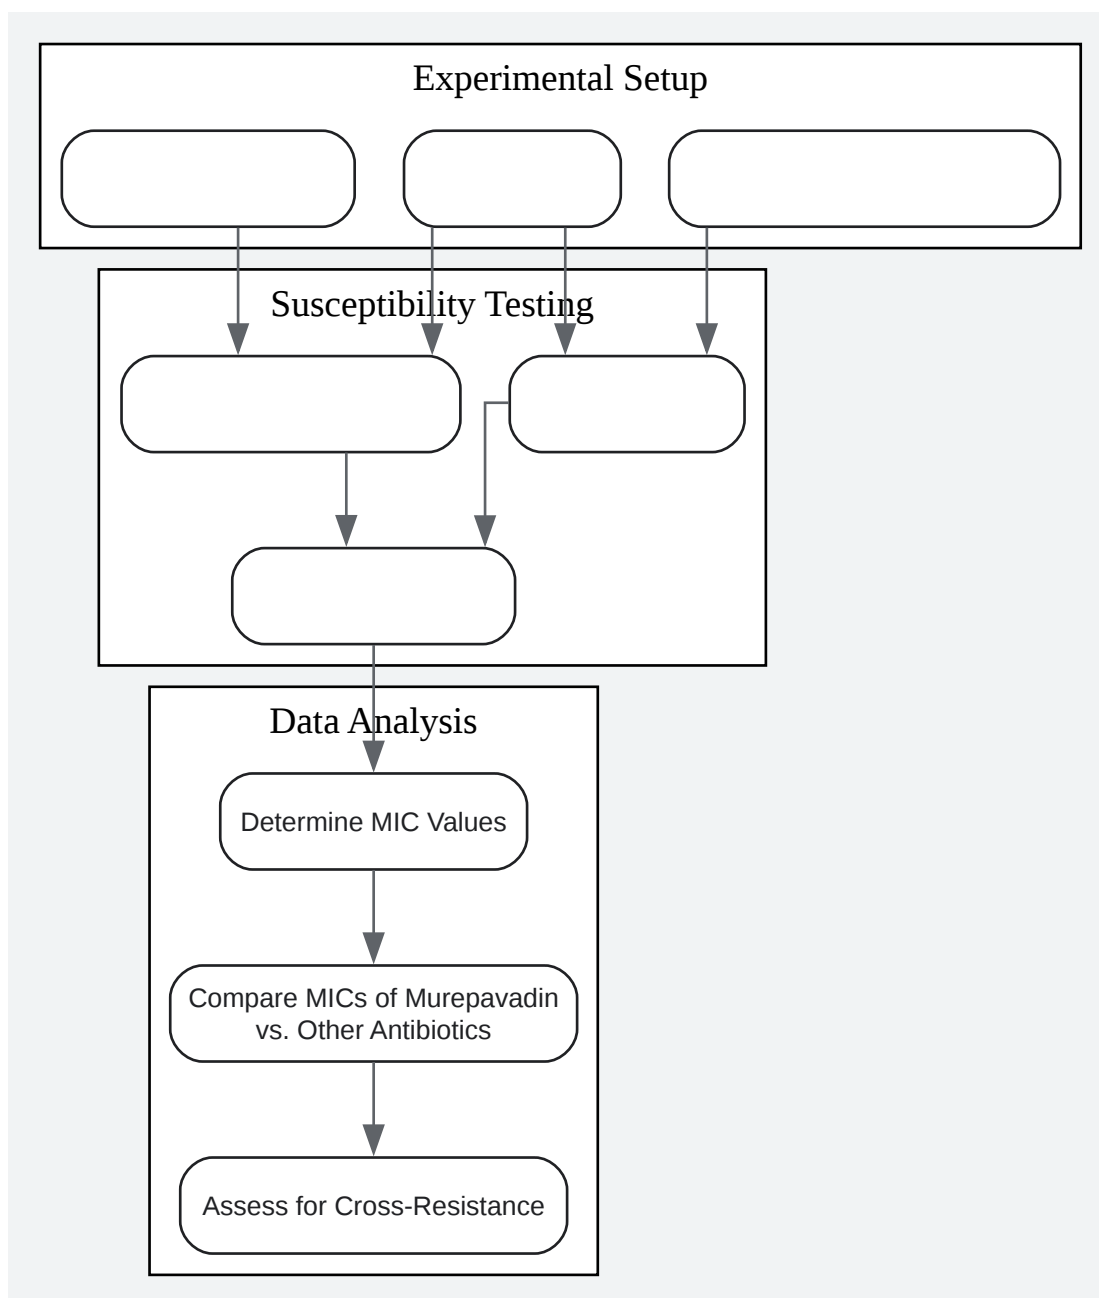 Experimental Setup
Susceptibility Testing
Data Analysis
Determine MIC Values
Compare MICs of Murepavadin
vs. Other Antibiotics
Assess for Cross-Resistance